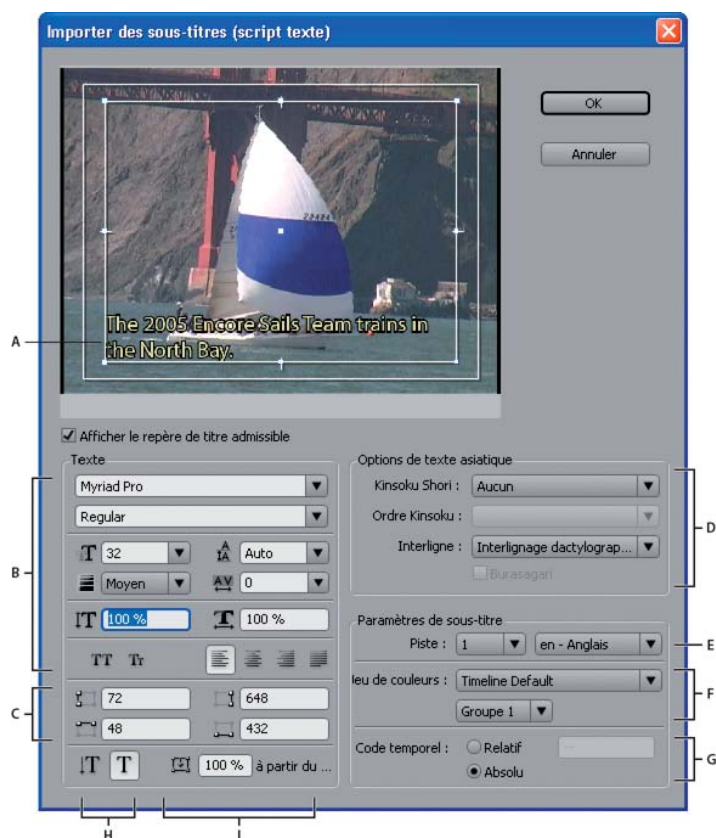 Importer des sous-titres (script texte)
OK
Annuler
23494
The 2005 Encore Sails Team trains in
the North Bay.
A
Afficher le repère de titre admissible
Texte
Myriad Pro
Regular
32
Auto
Moyen
0
100 %
100 %
B
72
648
48
432
C
100 % à partir du ...
H
I
Options de texte asiatique
Kinsoku Shori : Aucun
Ordre Kinsoku :
Interligne : Interlignage dactylograp...
Burasagari
D
Paramètres de sous-titre
Piste : 1 en - Anglais
E
Jeu de couleurs : Timeline Default
Groupe 1
F
Code temporel : Relatif
Absolu
G